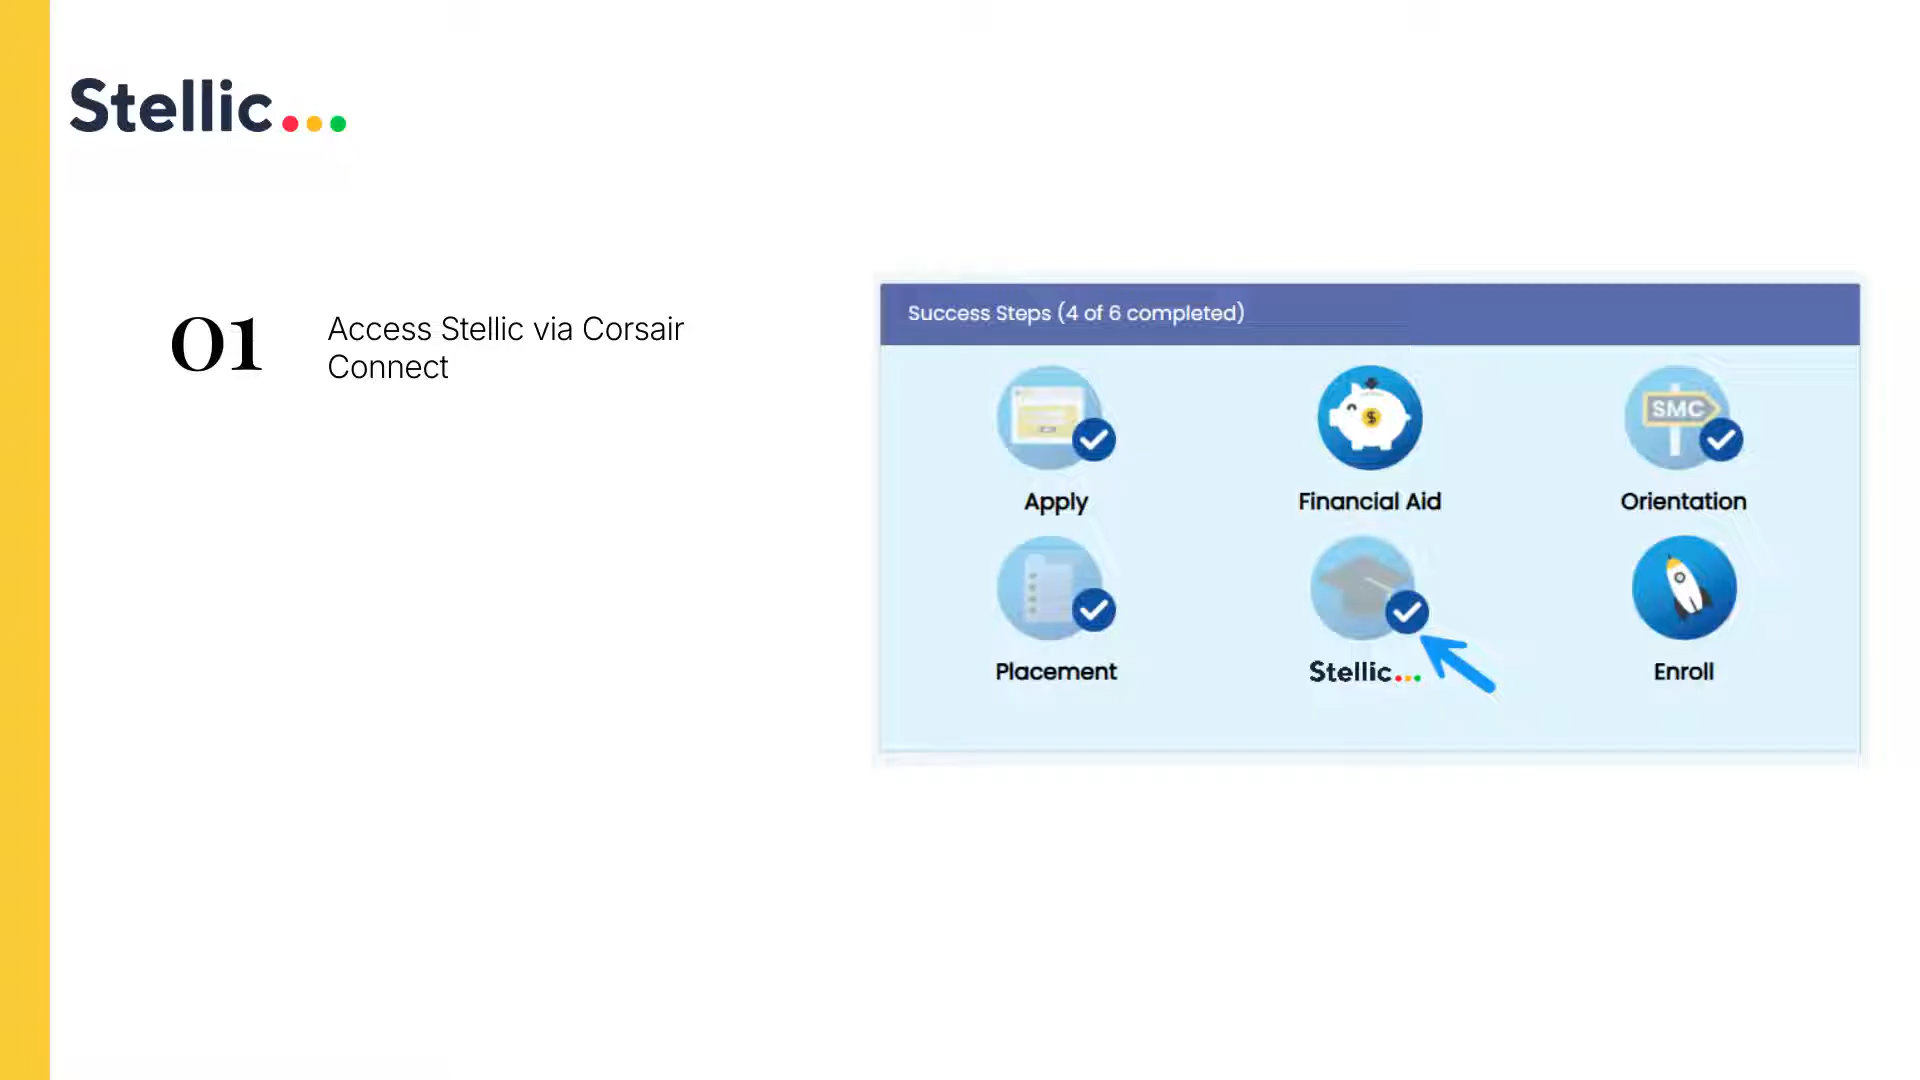 Stellic...
01
Access Stellic via Corsair
Connect
Success Steps (4 of 6 completed)
$
SMC
Apply
Financial Aid
Orientation
Placement
Stellic...
Enroll